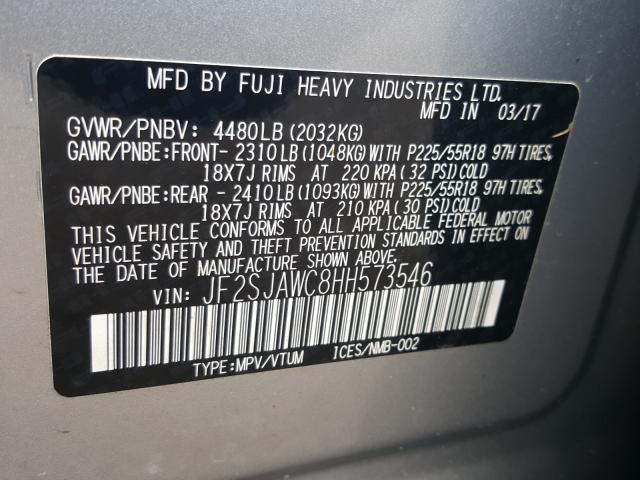 MFD BY FUJI HEAVY INDUSTRIES LTD.
MFD IN 03/17
GVWR/PNBV: 4480LB (2032KG)
GAWR/PNBE:FRONT- 2310LB (1048KG) WITH P225/55R18 97H TIRES,
18X7J RIMS AT 220 KPA (32 PSI) COLD
GAWR/PNBE:REAR - 2410LB (1093KG) WITH P225/55R18 97H TIRES,
18X7J RIMS AT 210 KPA (30 PSI) COLD
THIS VEHICLE CONFORMS TO ALL APPLICABLE FEDERAL MOTOR
VEHICLE SAFETY AND THEFT PREVENTION STANDARDS IN EFFECT ON
THE DATE OF MANUFACTURE SHOWN ABOVE.
VIN: JF2SJAWC8HH573546
TYPE:MPV/VTUM ICES/NMB-002